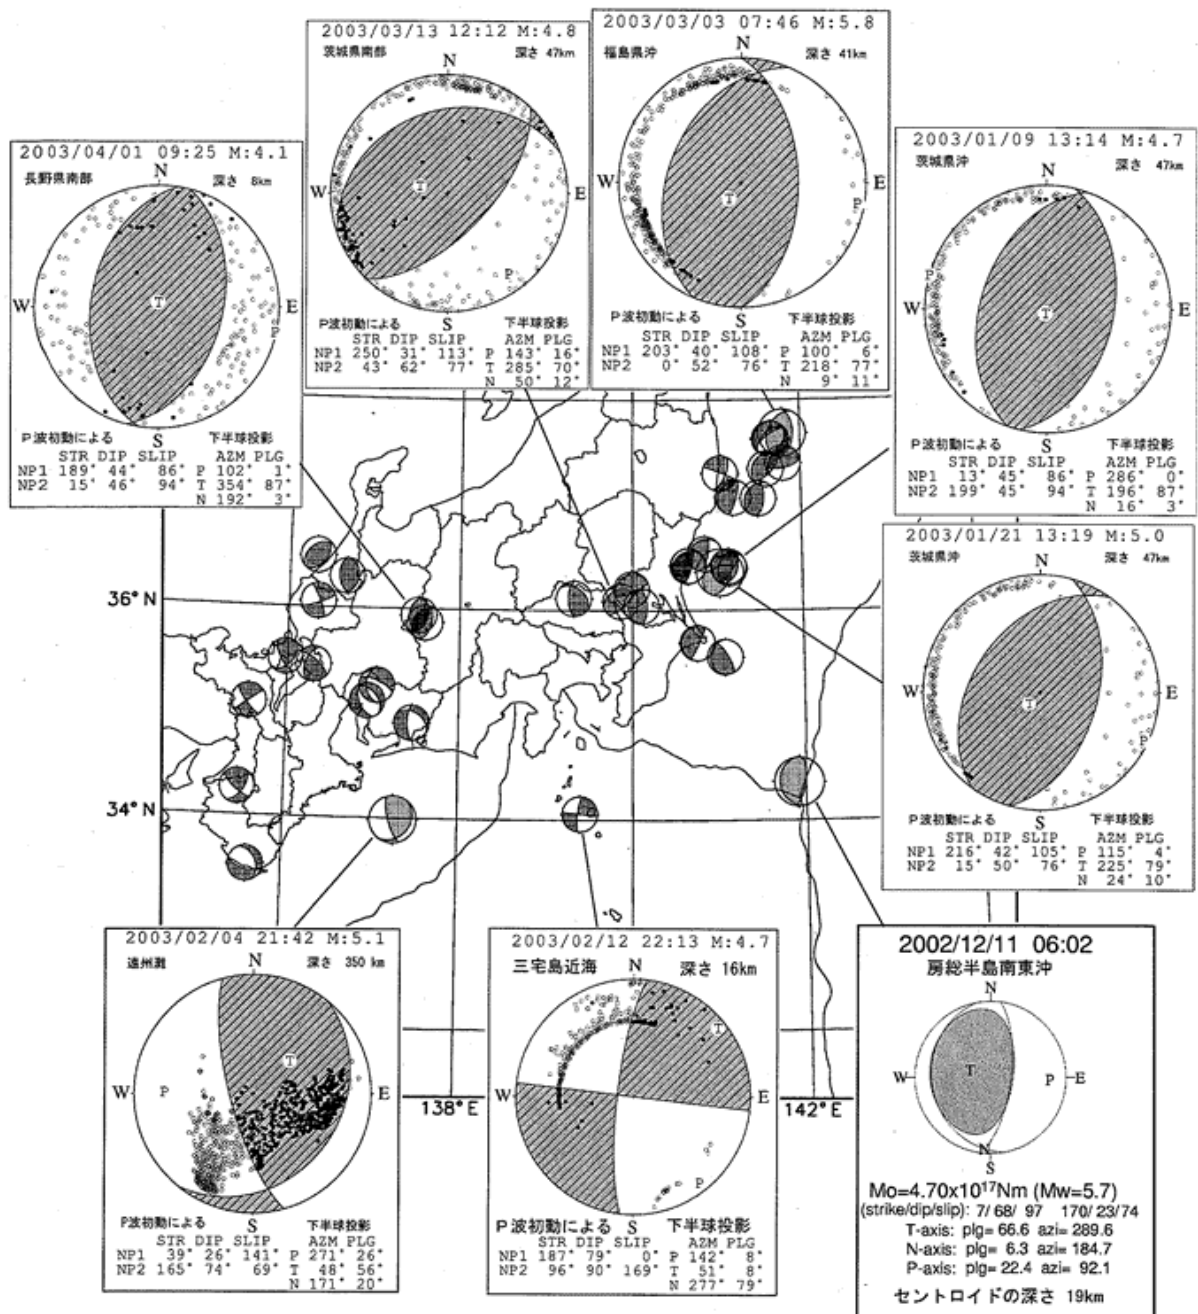 2003/03/13 12:12 M:4.8
茨城県南部 深さ 47km
N
W T E
P
S
P波初動による 下半球投影
STR DIP SLIP AZM PLG
NP1 250° 31° 113° P 143° 16°
NP2 43° 62° 77° T 285° 70°
N 50° 12°
2003/03/03 07:46 M:5.8
福島県沖 深さ 41km
N
W T P E
S
P波初動による 下半球投影
STR DIP SLIP AZM PLG
NP1 203° 40° 108° P 100° 6°
NP2 0° 52° 76° T 218° 77°
N 9° 11°
2003/04/01 09:25 M:4.1
長野県南部 深さ 8km
N
W T E
P
S
P波初動による 下半球投影
STR DIP SLIP AZM PLG
NP1 189° 44° 86° P 102° 1°
NP2 15° 46° 94° T 354° 87°
N 192° 3°
2003/01/09 13:14 M:4.7
茨城県沖 深さ 47km
N
P
W T E
S
P波初動による 下半球投影
STR DIP SLIP AZM PLG
NP1 13° 45° 86° P 286° 0°
NP2 199° 45° 94° T 196° 87°
N 16° 3°
2003/01/21 13:19 M:5.0
茨城県沖 深さ 47km
N
W T E
P
S
P波初動による 下半球投影
STR DIP SLIP AZM PLG
NP1 216° 42° 105° P 115° 4°
NP2 15° 50° 76° T 225° 79°
N 24° 10°
36° N
34° N
138° E
142° E
2003/02/04 21:42 M:5.1
遠州灘 深さ 350 km
N
T
W P E
S
P波初動による 下半球投影
STR DIP SLIP AZM PLG
NP1 39° 26° 141° P 271° 26°
NP2 165° 74° 69° T 48° 56°
N 171° 20°
2003/02/12 22:13 M:4.7
三宅島近海 深さ 16km
N
T
W E
P
S
P波初動による 下半球投影
STR DIP SLIP AZM PLG
NP1 187° 79° 0° P 142° 8°
NP2 96° 90° 169° T 51° 8°
N 277° 79°
2002/12/11 06:02
房総半島南東沖
N
W T P E
N
S
Mo=4.70x10¹⁷Nm (Mw=5.7)
(strike/dip/slip): 7/ 68/ 97 170/ 23/74
T-axis: plg= 66.6 azi= 289.6
N-axis: plg= 6.3 azi= 184.7
P-axis: plg= 22.4 azi= 92.1
セントロイドの深さ 19km